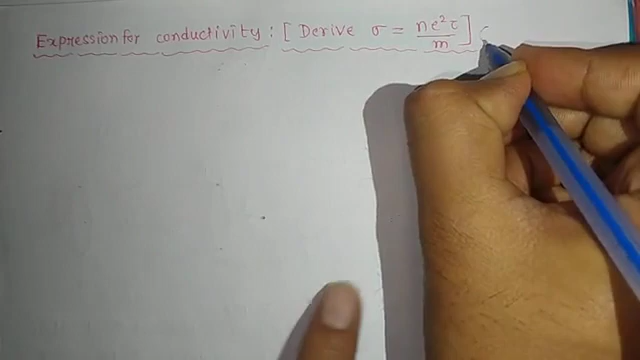 Expression for conductivity : [ Derive σ = ne²τ/m ]